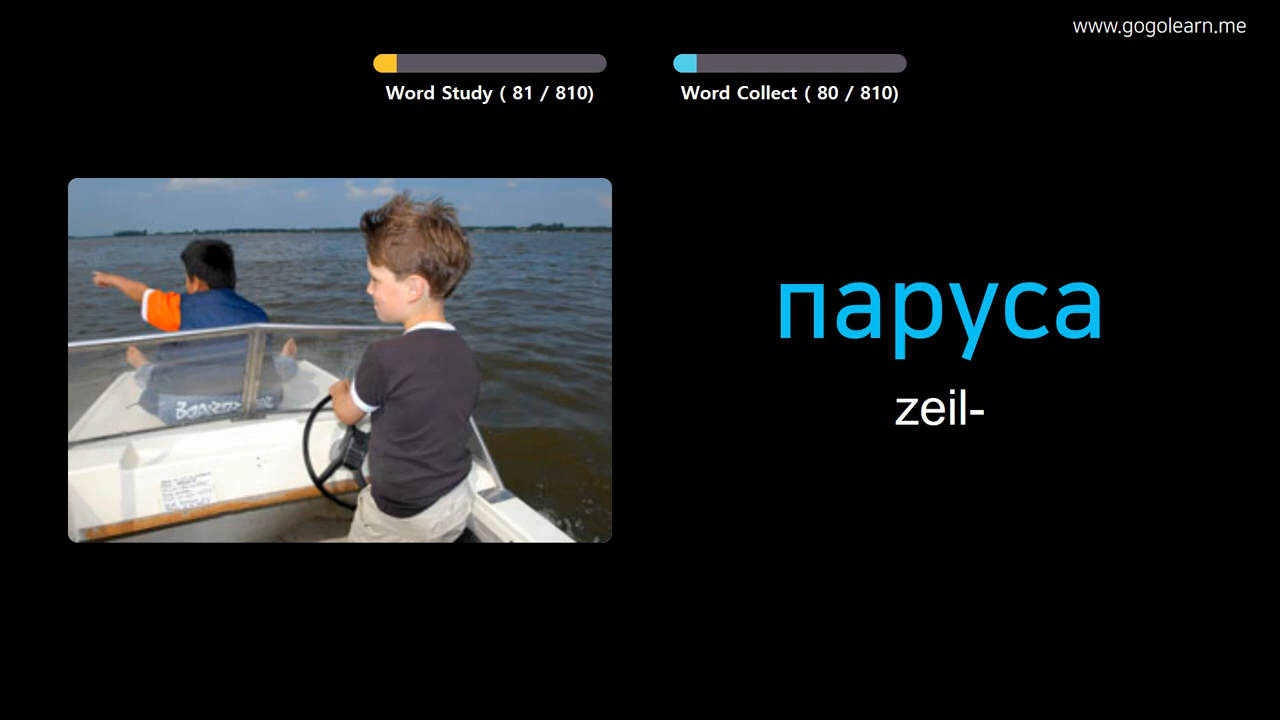 www.gogolearn.me
Word Study ( 81 / 810)
Word Collect ( 80 / 810)
паруса
zeil-